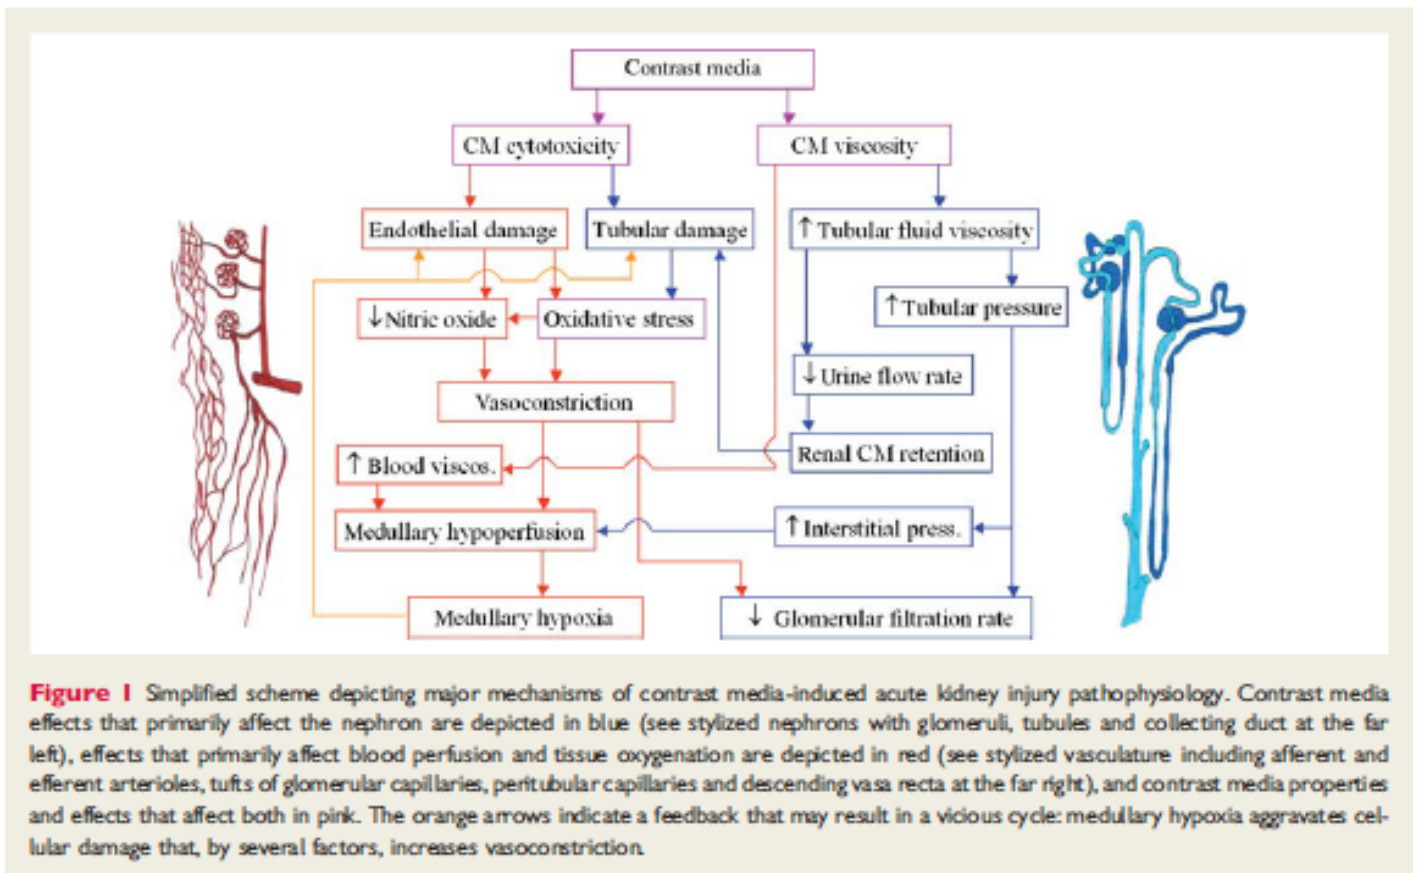 Contrast media
CM cytotoxicity
CM viscosity
Endothelial damage
Tubular damage
↑ Tubular fluid viscosity
↓ Nitric oxide
Oxidative stress
↑ Tubular pressure
↓ Urine flow rate
Vasoconstriction
↑ Blood viscos.
Renal CM retention
Medullary hypoperfusion
↑ Interstitial press.
Medullary hypoxia
↓ Glomerular filtration rate
Figure 1 Simplified scheme depicting major mechanisms of contrast media-induced acute kidney injury pathophysiology. Contrast media
effects that primarily affect the nephron are depicted in blue (see stylized nephrons with glomeruli, tubules and collecting duct at the far
left), effects that primarily affect blood perfusion and tissue oxygenation are depicted in red (see stylized vasculature including afferent and
efferent arterioles, tufts of glomerular capillaries, peritubular capillaries and descending vasa recta at the far right), and contrast media properties
and effects that affect both in pink. The orange arrows indicate a feedback that may result in a vicious cycle: medullary hypoxia aggravates cel-
lular damage that, by several factors, increases vasoconstriction.